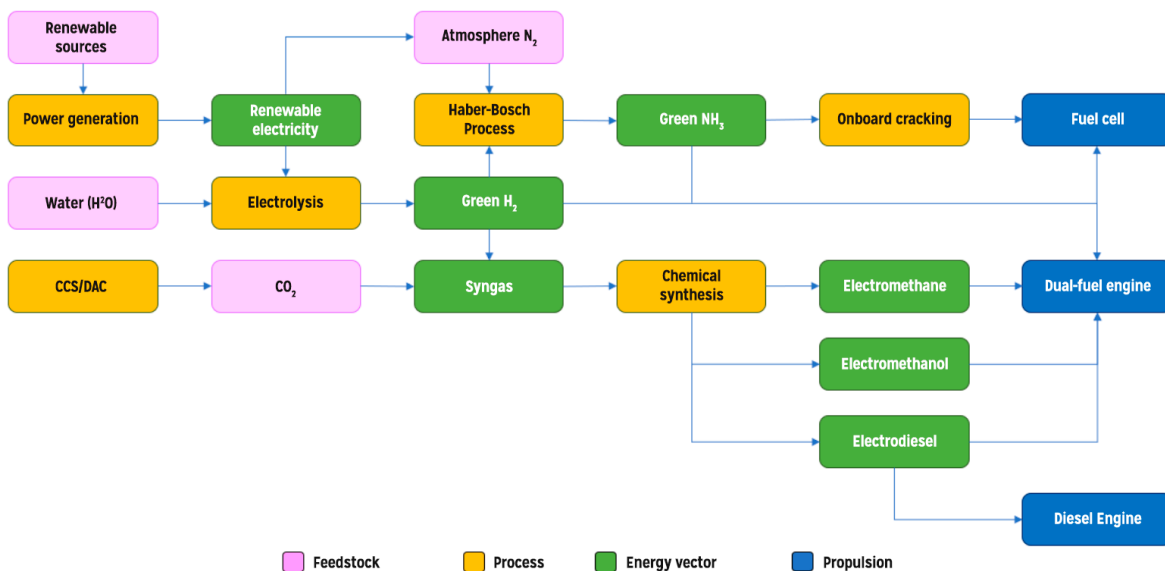 Renewable
sources
Atmosphere N₂
Power generation
Renewable
electricity
Haber-Bosch
Process
Green NH₃
Onboard cracking
Fuel cell
Water (H²O)
Electrolysis
Green H₂
CCS/DAC
CO₂
Syngas
Chemical
synthesis
Electromethane
Dual-fuel engine
Electromethanol
Electrodiesel
Diesel Engine
Feedstock
Process
Energy vector
Propulsion